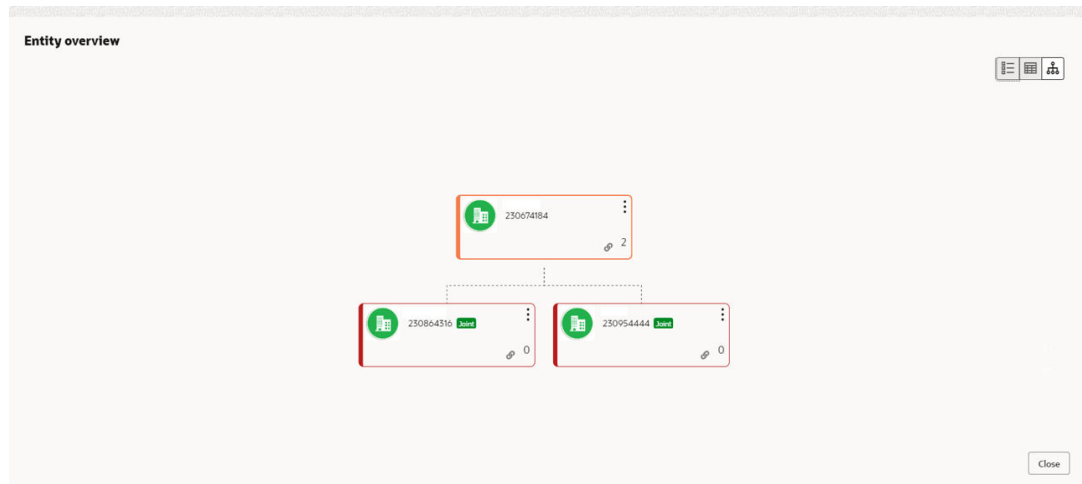 Entity overview
230674184
2
230864316 Joint
0
230954444 Joint
0
Close